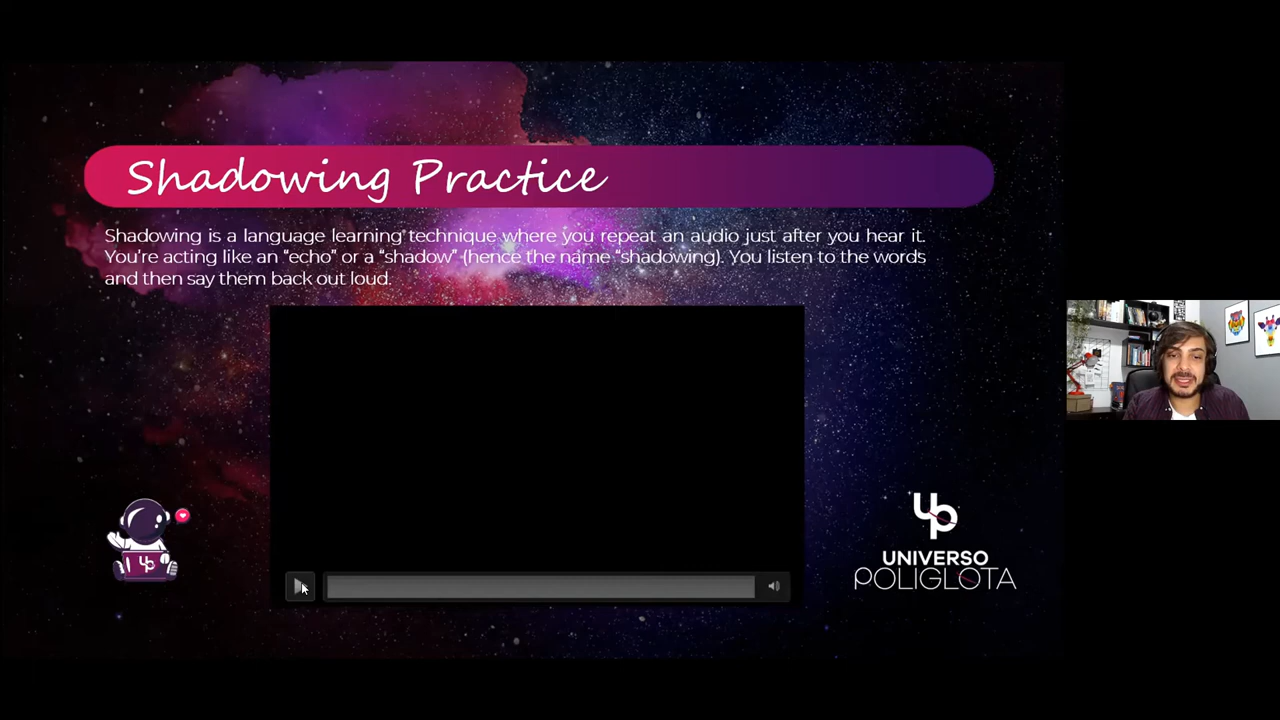 Shadowing Practice
Shadowing is a language learning technique where you repeat an audio just after you hear it.
You're acting like an “echo” or a “shadow” (hence the name “shadowing). You listen to the words
and then say them back out loud.
up
up
UNIVERSO
POLIGLOTA